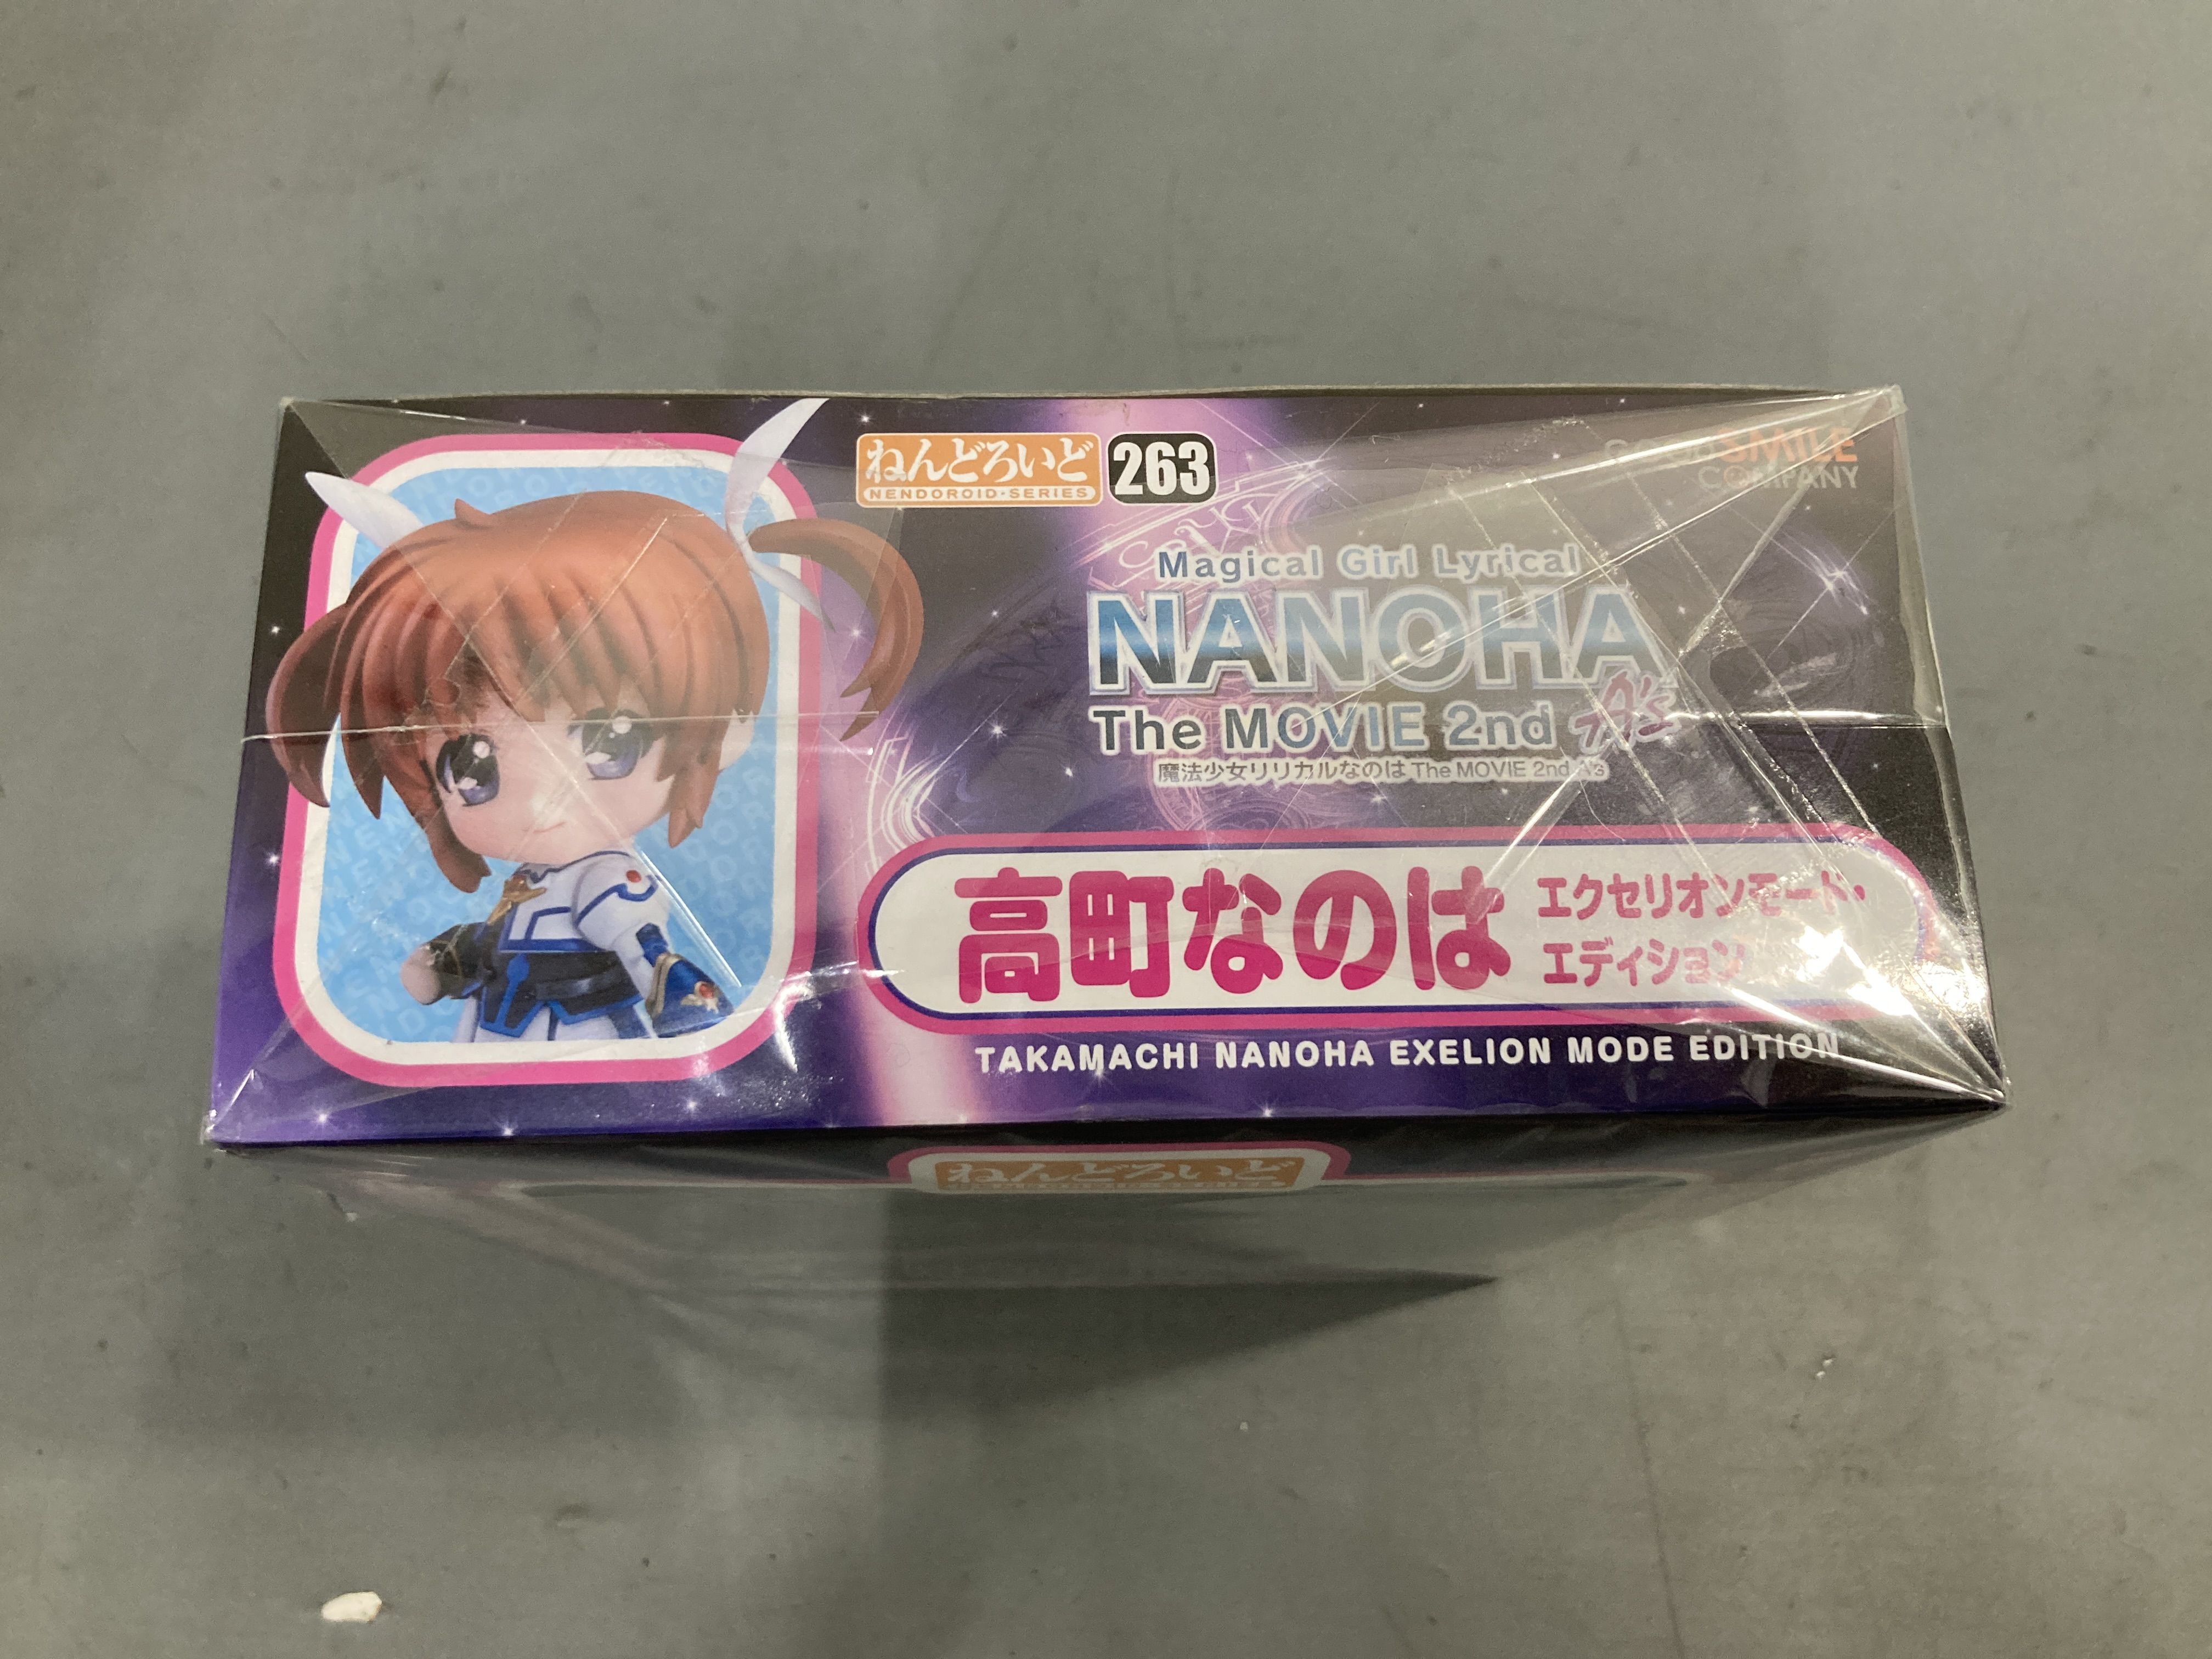 ねんどろいど
NENDOROID・SERIES
263
GOOD SMILE
COMPANY
Magical Girl Lyrical
NANOHA
The MOVIE 2nd A's
魔法少女リリカルなのは The MOVIE 2nd A's
高町なのは
エクセリオンモード・
エディション
TAKAMACHI NANOHA EXELION MODE EDITION
ねんどろいど